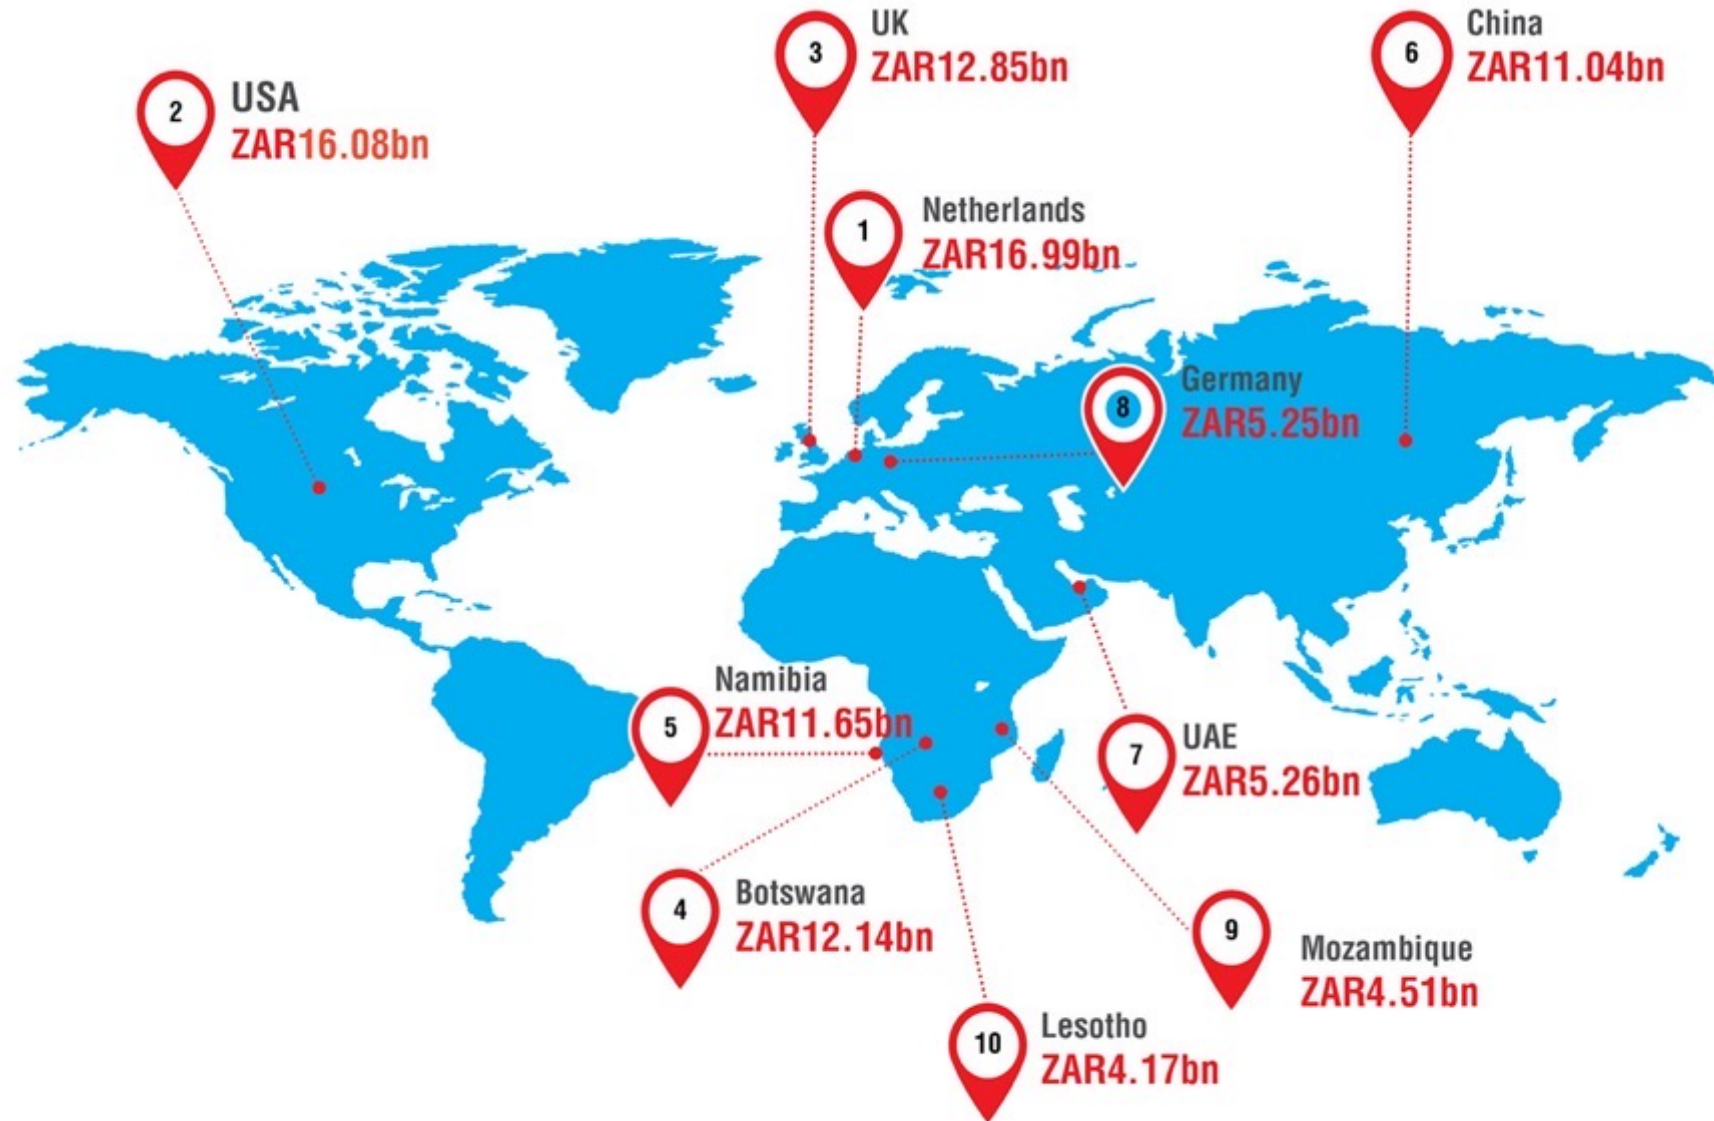 3
UK
ZAR12.85bn
6
China
ZAR11.04bn
2
USA
ZAR16.08bn
1
Netherlands
ZAR16.99bn
8
Germany
ZAR5.25bn
5
Namibia
ZAR11.65bn
7
UAE
ZAR5.26bn
4
Botswana
ZAR12.14bn
9
Mozambique
ZAR4.51bn
10
Lesotho
ZAR4.17bn